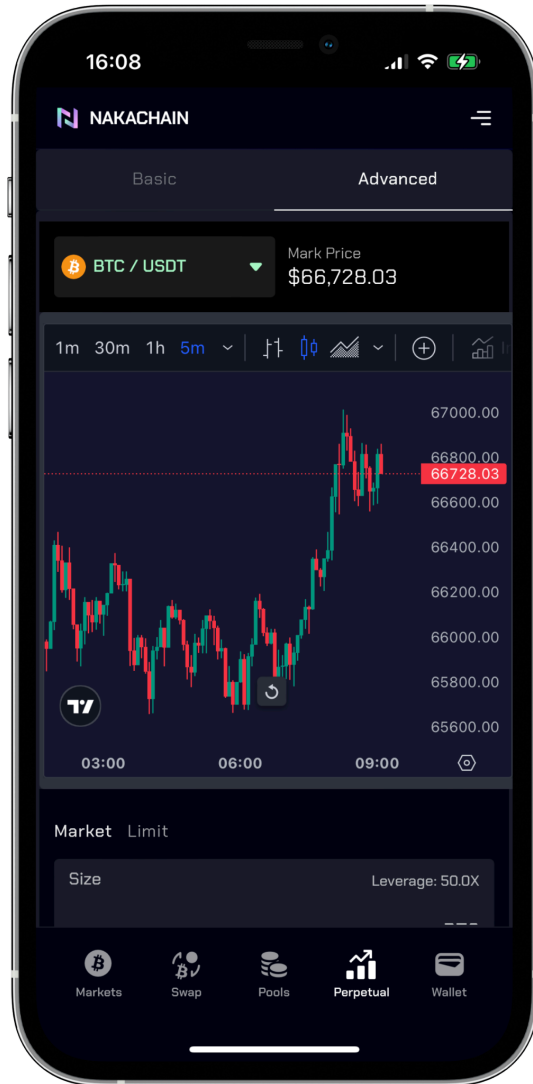 16:08
NAKACHAIN
Basic Advanced
BTC / USDT
Mark Price
$66,728.03
1m 30m 1h 5m
67000.00
66800.00
66728.03
66600.00
66400.00
66200.00
66000.00
65800.00
65600.00
03:00 06:00 09:00
Market Limit
Size Leverage: 50.0X
Markets Swap Pools Perpetual Wallet